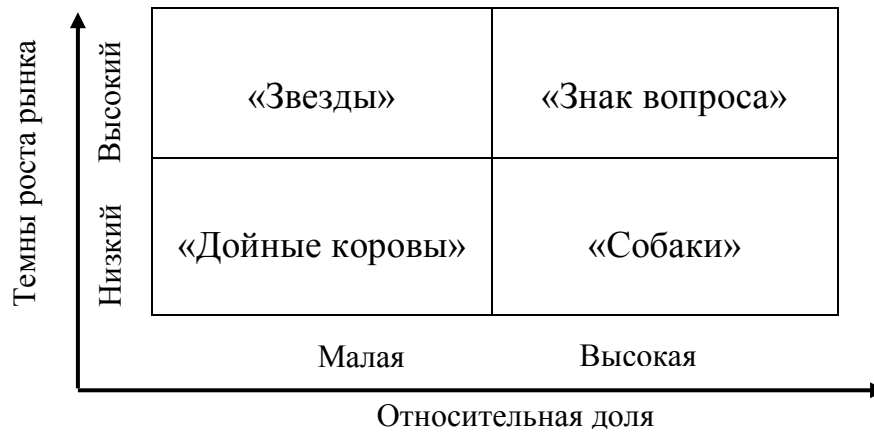 Темны роста рынка
Высокий
Низкий
«Звезды»
«Знак вопроса»
«Дойные коровы»
«Собаки»
Малая
Высокая
Относительная доля